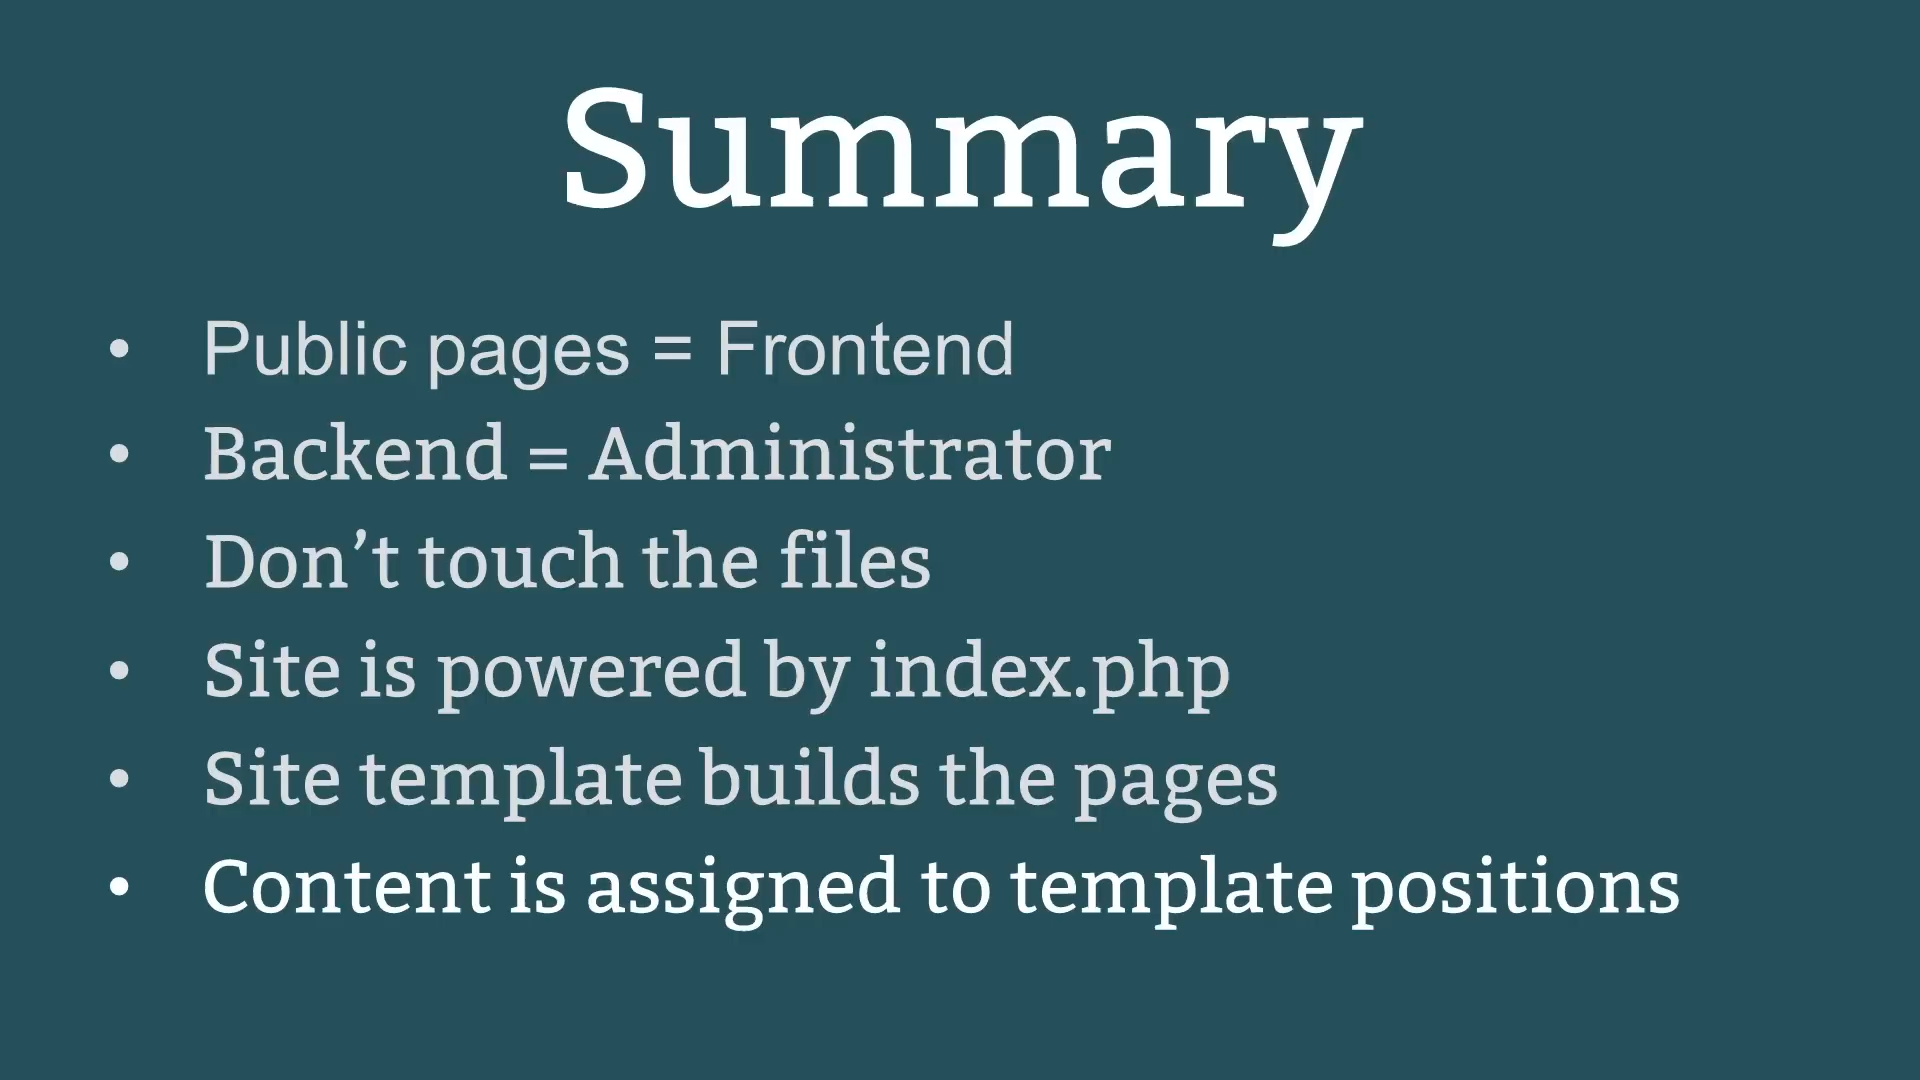 Summary
• Public pages = Frontend
• Backend = Administrator
• Don’t touch the files
• Site is powered by index.php
• Site template builds the pages
• Content is assigned to template positions